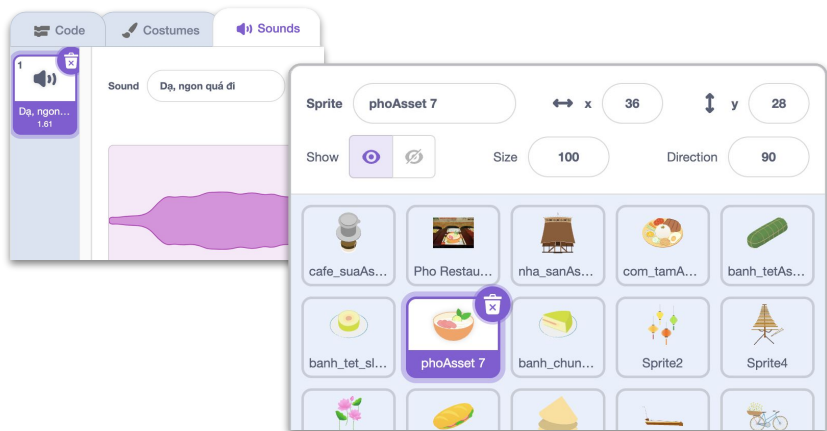 Code
Costumes
Sounds
1
Dạ, ngon...
1.61
Sound
Dạ, ngon quá đi
Sprite
phoAsset 7
x
36
y
28
Show
Size
100
Direction
90
cafe_suaAs...
Pho Restau...
nha_sanAs...
com_tamA...
banh_tetAs...
banh_tet_sl...
phoAsset 7
banh_chun...
Sprite2
Sprite4